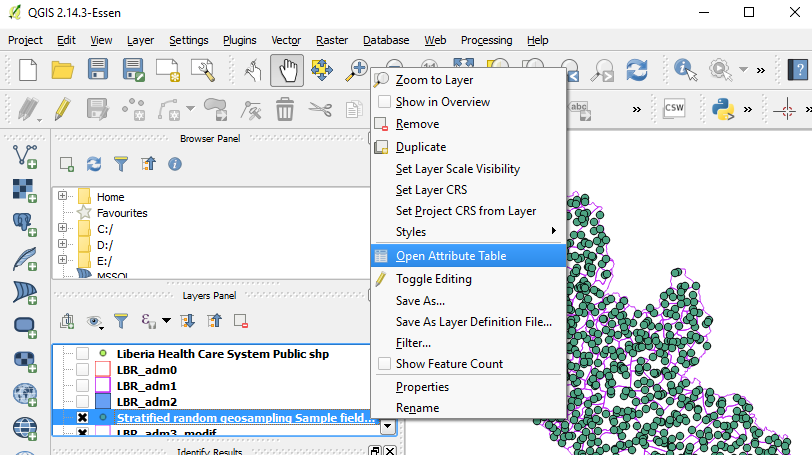 QGIS 2.14.3-Essen
Project Edit View Layer Settings Plugins Vector Raster Database Web Processing Help
abc
CSW
Browser Panel
Home
Favourites
C:/
D:/
E:/
MSSQL
Layers Panel
Liberia Health Care System Public shp
LBR_adm0
LBR_adm1
LBR_adm2
Stratified random geosampling Sample field...
LBR_adm3_modif
Identify Results
Zoom to Layer
Show in Overview
Remove
Duplicate
Set Layer Scale Visibility
Set Layer CRS
Set Project CRS from Layer
Styles
Open Attribute Table
Toggle Editing
Save As...
Save As Layer Definition File...
Filter...
Show Feature Count
Properties
Rename